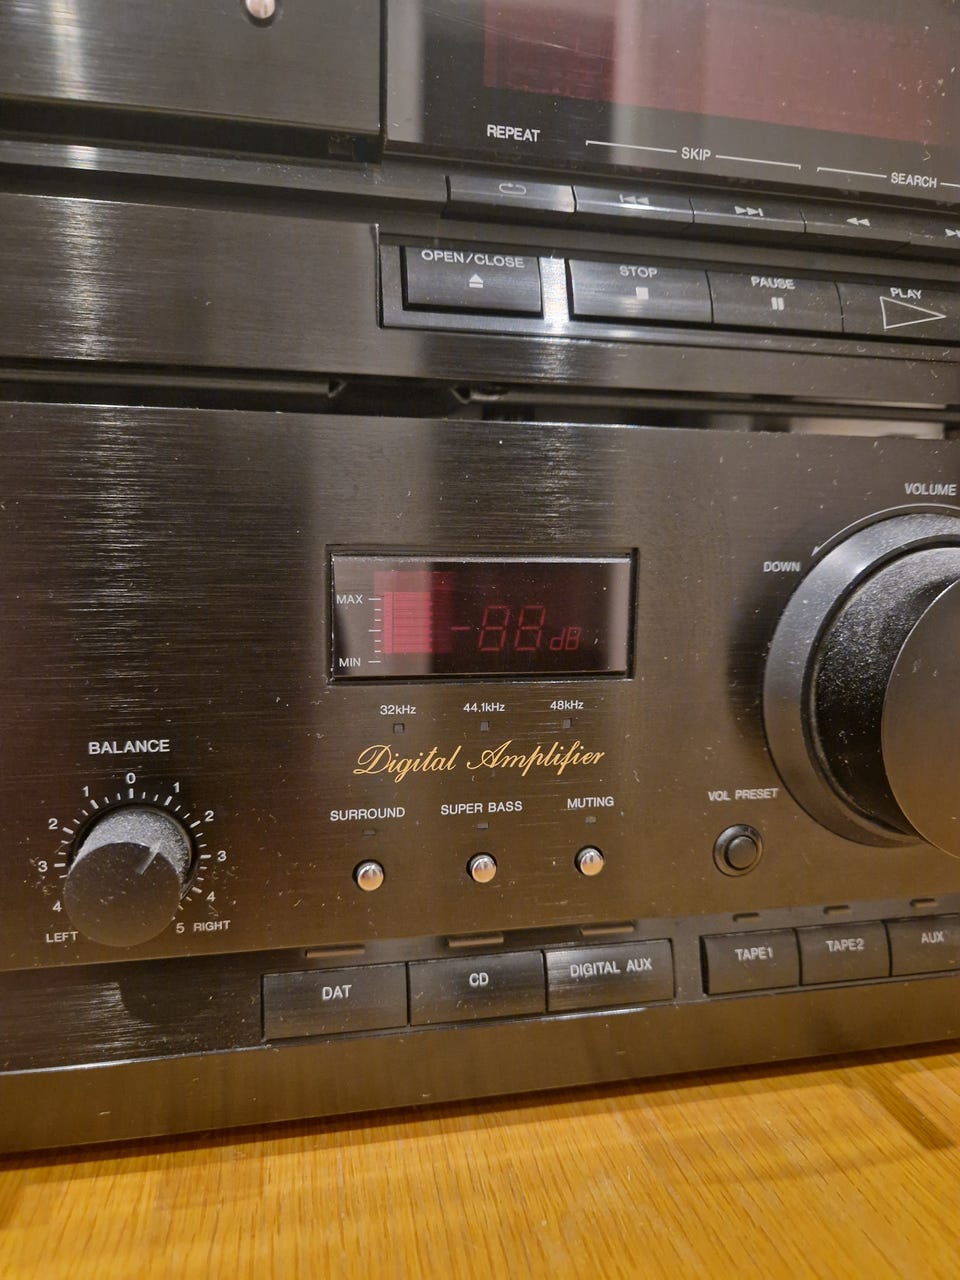 REPEAT
SKIP
SEARCH
OPEN/CLOSE
STOP
PAUSE
PLAY
VOLUME
DOWN
MAX
-88 dB
MIN
32kHz 44.1kHz 48kHz
Digital Amplifier
BALANCE
0
1 1
2 2
3 3
4 4
LEFT 5 RIGHT
SURROUND SUPER BASS MUTING
VOL PRESET
DAT CD DIGITAL AUX TAPE1 TAPE2 AUX